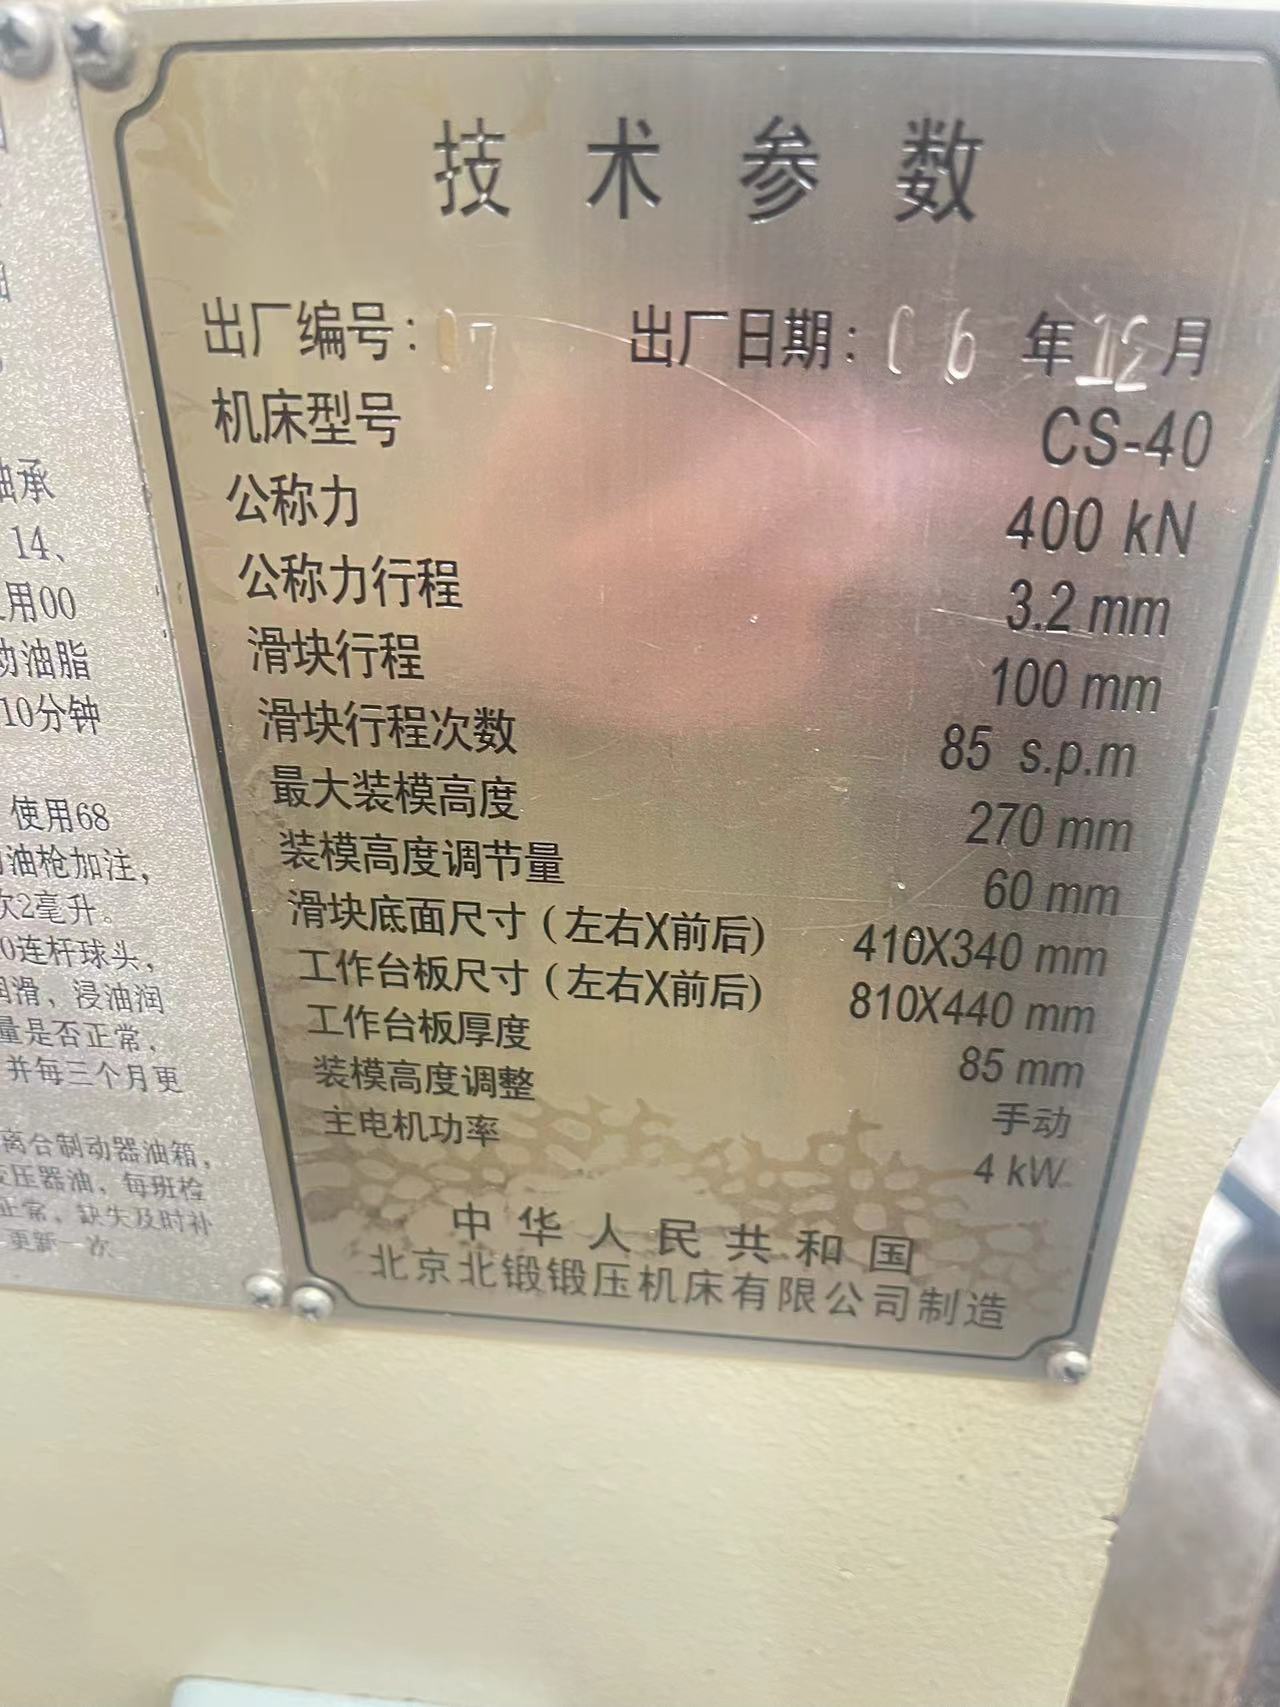 技术参数
出厂编号: 07 出厂日期: 06年12月
机床型号 CS-40
公称力 400 kN
公称力行程 3.2 mm
滑块行程 100 mm
滑块行程次数 85 s.p.m
最大装模高度 270 mm
装模高度调节量 60 mm
滑块底面尺寸(左右X前后) 410X340 mm
工作台板尺寸(左右X前后) 810X440 mm
工作台板厚度 85 mm
装模高度调整 手动
主电机功率 4 kW
中华人民共和国
北京北锻锻压机床有限公司制造
轴承
14、
用00
动油脂
10分钟
使用68
油枪加注,
次2毫升。
0连杆球头,
润滑, 浸油润
量是否正常,
并每三个月更
离合制动器油箱,
压器油, 每班检
正常, 缺失及时补
更新一次